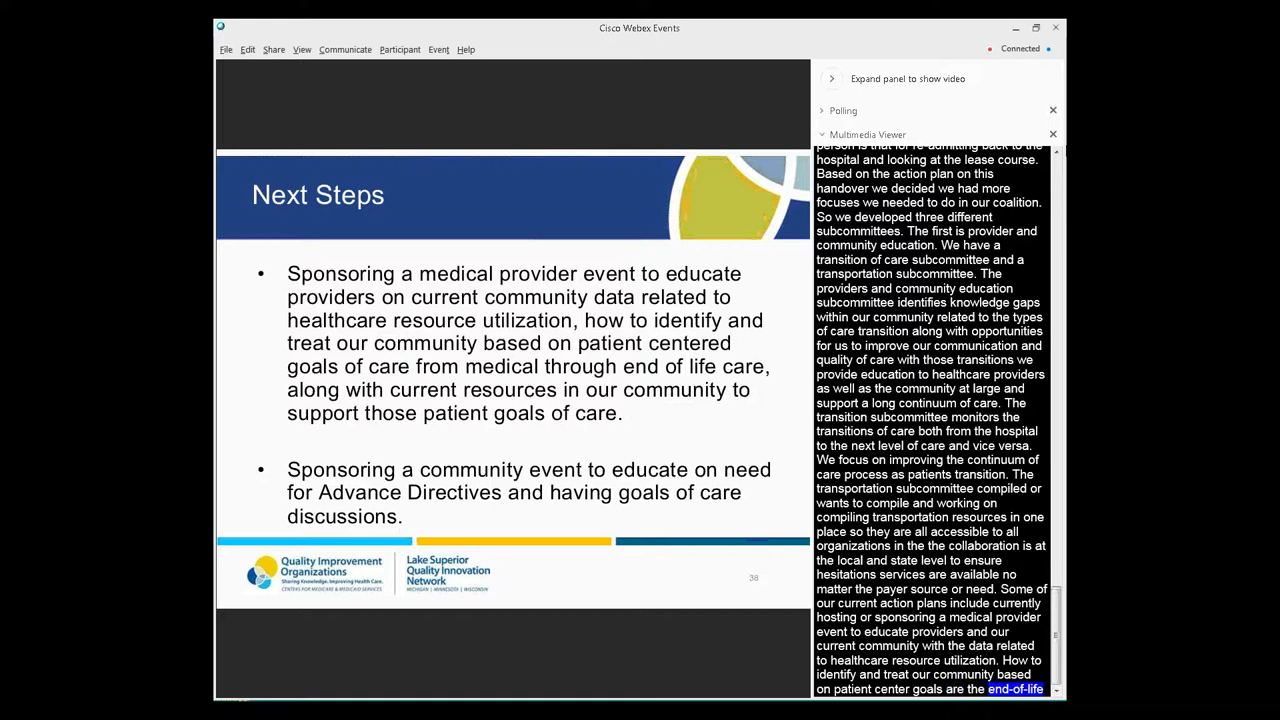 Cisco Webex Events
File Edit Share View Communicate Participant Event Help
Connected
Expand panel to show video
Polling
Multimedia Viewer
Next Steps
• Sponsoring a medical provider event to educate
providers on current community data related to
healthcare resource utilization, how to identify and
treat our community based on patient centered
goals of care from medical through end of life care,
along with current resources in our community to
support those patient goals of care.
• Sponsoring a community event to educate on need
for Advance Directives and having goals of care
discussions.
Quality Improvement
Organizations
Sharing Knowledge. Improving Health Care.
CENTERS FOR MEDICARE & MEDICAID SERVICES
Lake Superior
Quality Innovation
Network
MICHIGAN | MINNESOTA | WISCONSIN
38
person is that for re-admitting back to the
hospital and looking at the lease course.
Based on the action plan on this
handover we decided we had more
focuses we needed to do in our coalition.
So we developed three different
subcommittees. The first is provider and
community education. We have a
transition of care subcommittee and a
transportation subcommittee. The
providers and community education
subcommittee identifies knowledge gaps
within our community related to the types
of care transition along with opportunities
for us to improve our communication and
quality of care with those transitions we
provide education to healthcare providers
as well as the community at large and
support a long continuum of care. The
transition subcommittee monitors the
transitions of care both from the hospital
to the next level of care and vice versa.
We focus on improving the continuum of
care process as patients transition. The
transportation subcommittee compiled or
wants to compile and working on
compiling transportation resources in one
place so they are all accessible to all
organizations in the the collaboration is at
the local and state level to ensure
hesitations services are available no
matter the payer source or need. Some of
our current action plans include currently
hosting or sponsoring a medical provider
event to educate providers and our
current community with the data related
to healthcare resource utilization. How to
identify and treat our community based
on patient center goals are the end-of-life